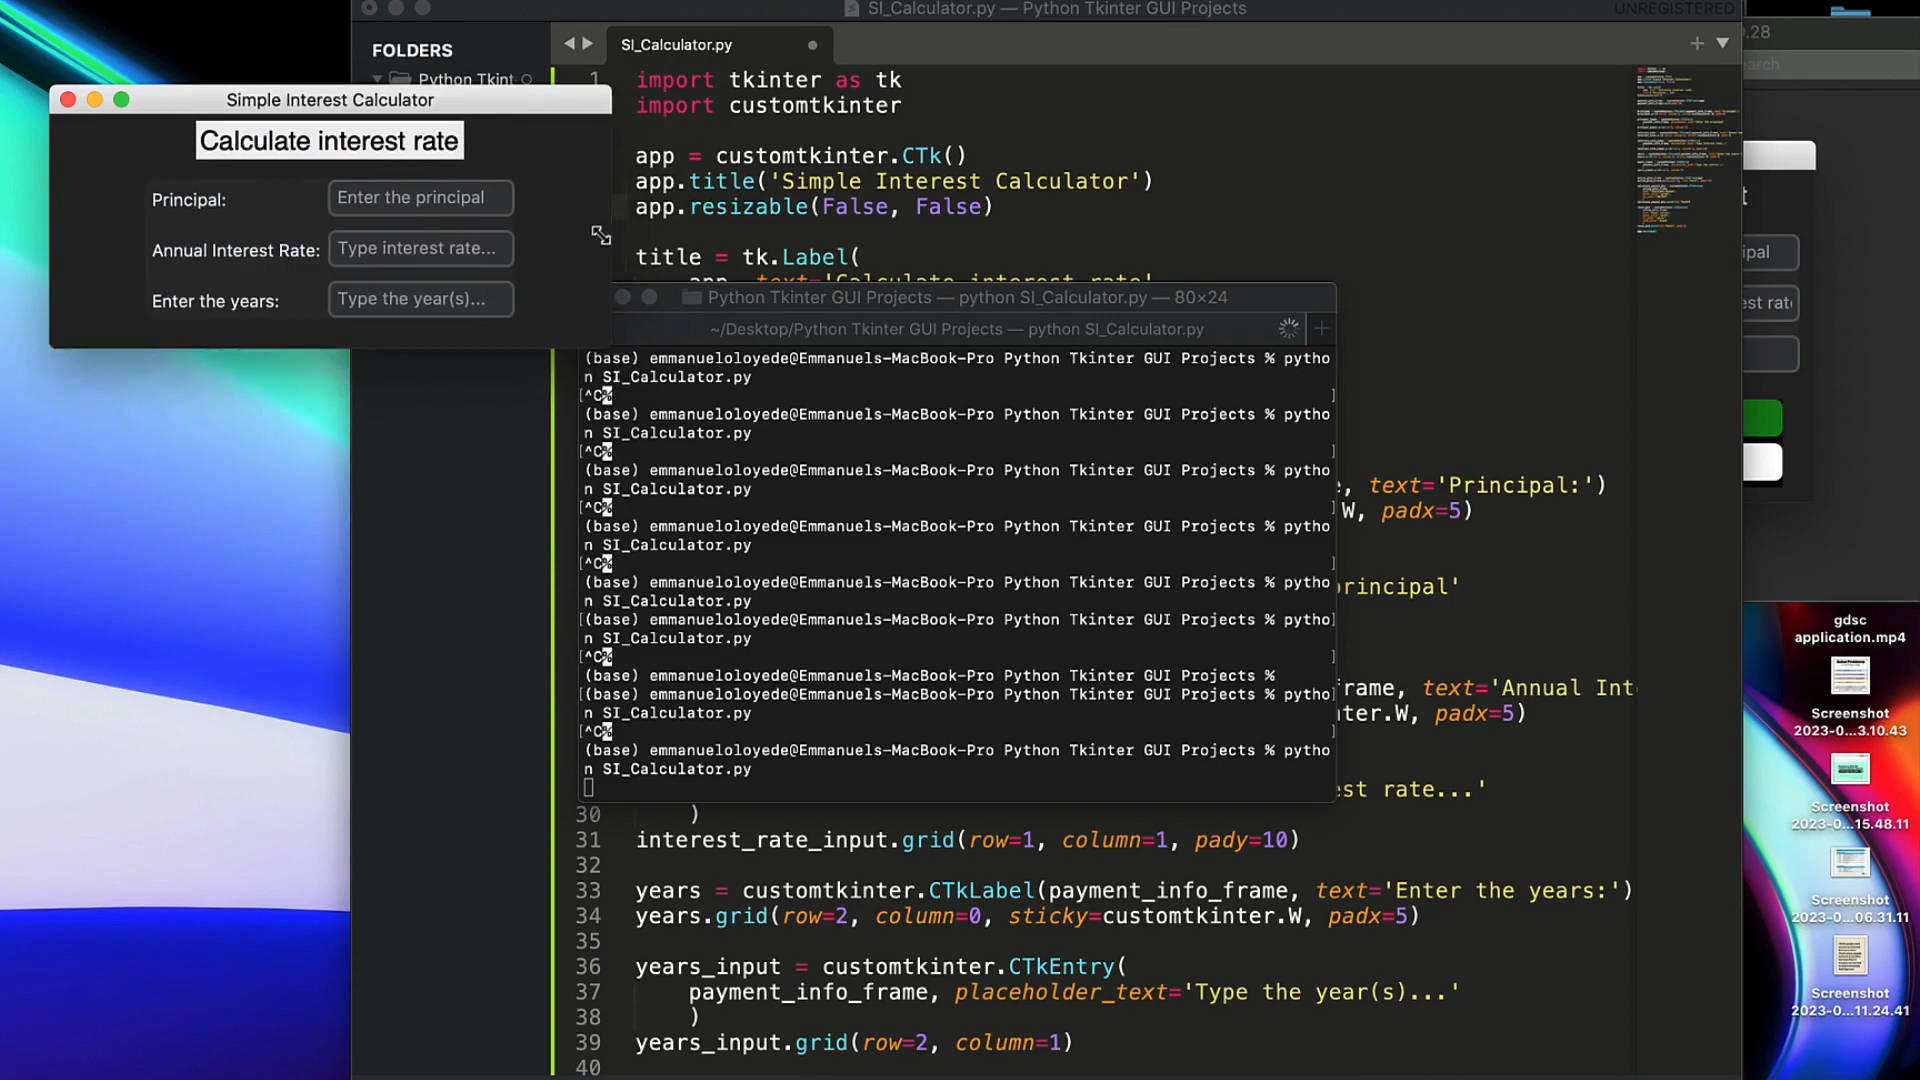 SI_Calculator.py — Python Tkinter GUI Projects
UNREGISTERED
FOLDERS
Python Tkint
SI_Calculator.py
Simple Interest Calculator
Calculate interest rate
Principal:
Enter the principal
Annual Interest Rate:
Type interest rate...
Enter the years:
Type the year(s)...
1
import tkinter as tk
import customtkinter
app = customtkinter.CTk()
app.title('Simple Interest Calculator')
app.resizable(False, False)
title = tk.Label(
app, text='Calculate interest rate'
Python Tkinter GUI Projects — python SI_Calculator.py — 80×24
~/Desktop/Python Tkinter GUI Projects — python SI_Calculator.py
(base) emmanueloloyede@Emmanuels-MacBook-Pro Python Tkinter GUI Projects % pytho
n SI_Calculator.py
[^C%                                                                            ]
(base) emmanueloloyede@Emmanuels-MacBook-Pro Python Tkinter GUI Projects % pytho
n SI_Calculator.py
[^C%                                                                            ]
(base) emmanueloloyede@Emmanuels-MacBook-Pro Python Tkinter GUI Projects % pytho
n SI_Calculator.py
[^C%                                                                            ]
(base) emmanueloloyede@Emmanuels-MacBook-Pro Python Tkinter GUI Projects % pytho
n SI_Calculator.py
[^C%                                                                            ]
(base) emmanueloloyede@Emmanuels-MacBook-Pro Python Tkinter GUI Projects % pytho
n SI_Calculator.py
[(base) emmanueloloyede@Emmanuels-MacBook-Pro Python Tkinter GUI Projects % pytho]
n SI_Calculator.py
[^C%                                                                            ]
(base) emmanueloloyede@Emmanuels-MacBook-Pro Python Tkinter GUI Projects %
[(base) emmanueloloyede@Emmanuels-MacBook-Pro Python Tkinter GUI Projects % pytho]
n SI_Calculator.py
[^C%                                                                            ]
(base) emmanueloloyede@Emmanuels-MacBook-Pro Python Tkinter GUI Projects % pytho
n SI_Calculator.py
, text='Principal:')
W, padx=5)
rincipal'
rame, text='Annual Int
ter.W, padx=5)
st rate...'
30 )
31 interest_rate_input.grid(row=1, column=1, pady=10)
32
33 years = customtkinter.CTkLabel(payment_info_frame, text='Enter the years:')
34 years.grid(row=2, column=0, sticky=customtkinter.W, padx=5)
35
36 years_input = customtkinter.CTkEntry(
37 payment_info_frame, placeholder_text='Type the year(s)...'
38 )
39 years_input.grid(row=2, column=1)
40
.28
arch
t
ipal
est rat
gdsc
application.mp4
Screenshot
2023-0...3.10.43
Screenshot
2023-0...15.48.11
Screenshot
2023-0...06.31.11
Screenshot
2023-0...11.24.41